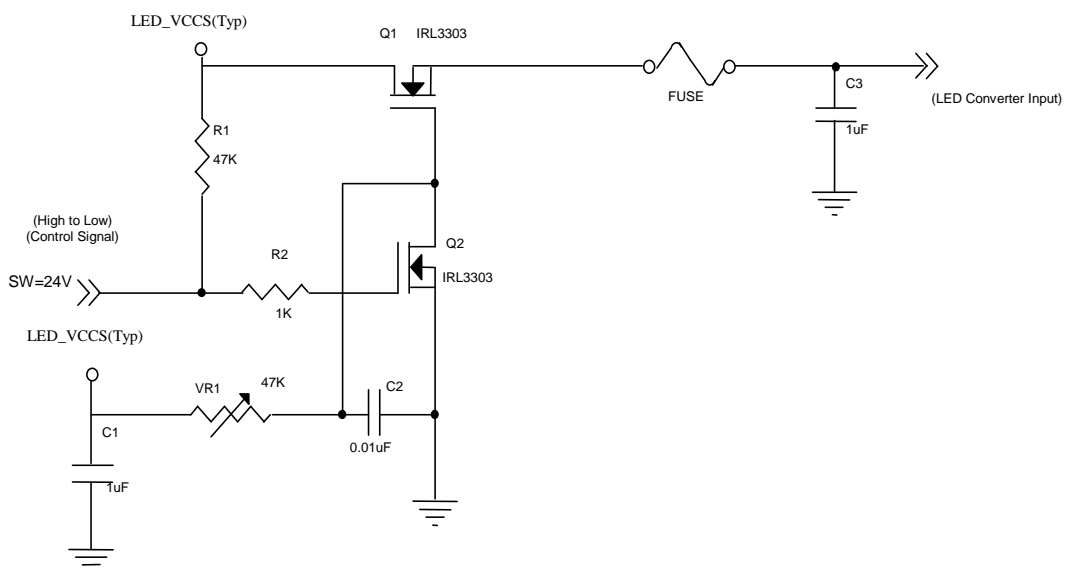 LED_VCCS(Typ)
Q1 IRL3303
FUSE
C3
1uF
(LED Converter Input)
R1
47K
(High to Low)
(Control Signal)
SW=24V
R2
1K
Q2
IRL3303
LED_VCCS(Typ)
VR1 47K
C2
0.01uF
C1
1uF